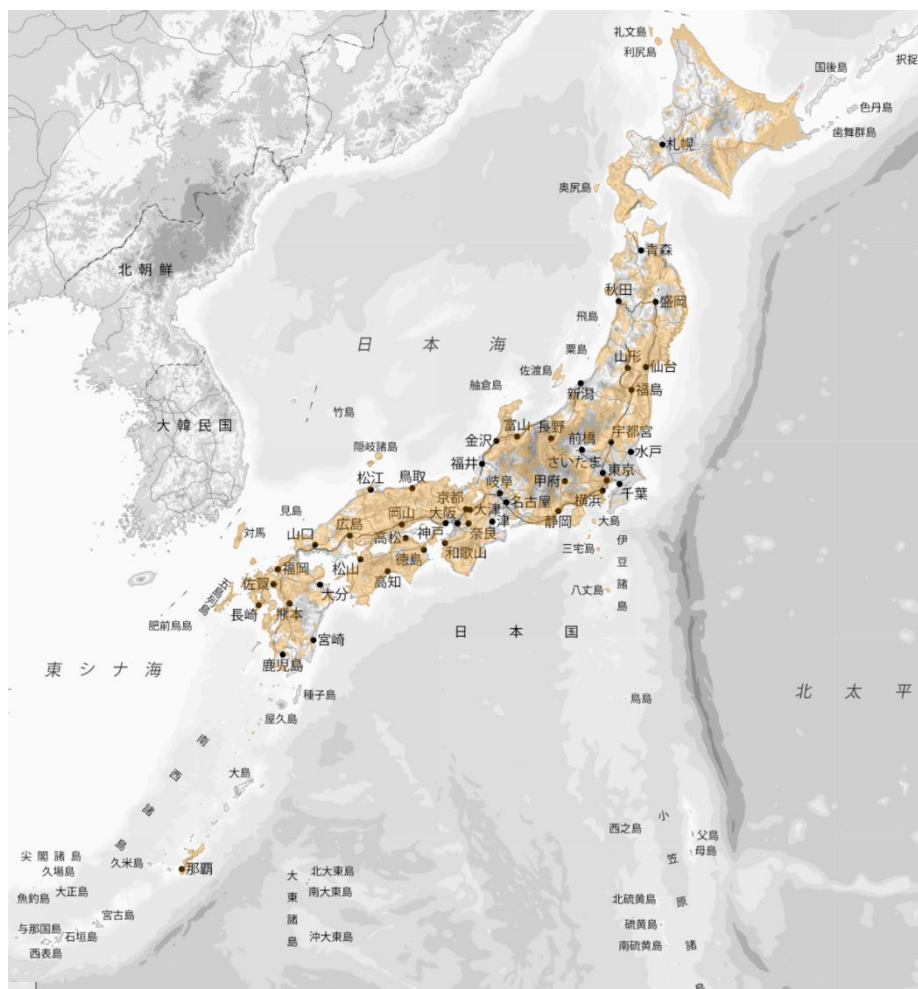 礼文島
利尻島
国後島
択捉
色丹島
歯舞群島
札幌
奥尻島
青森
北朝鮮
秋田
盛岡
飛島
日本海
粟島
山形
仙台
佐渡島
舳倉島
新潟
福島
竹島
大韓民国
富山
長野
前橋
宇都宮
金沢
水戸
隠岐諸島
福井
さいたま
東京
松江
鳥取
岐阜
甲府
千葉
京都
名古屋
横浜
見島
岡山
大阪
大津
静岡
大島
対馬
広島
神戸
津
山口
高松
奈良
伊豆諸島
三宅島
和歌山
徳島
松山
福岡
高知
佐賀
大分
八丈島
五島列島
長崎
熊本
肥前鳥島
日本国
宮崎
鹿児島
東シナ海
種子島
北太平
鳥島
屋久島
南西諸島
大島
小笠原諸島
西之島
父島
母島
尖閣諸島
久場島
久米島
那覇
大東諸島
北大東島
魚釣島
大正島
南大東島
北硫黄島
宮古島
与那国島
石垣島
硫黄島
沖大東島
南硫黄島
西表島